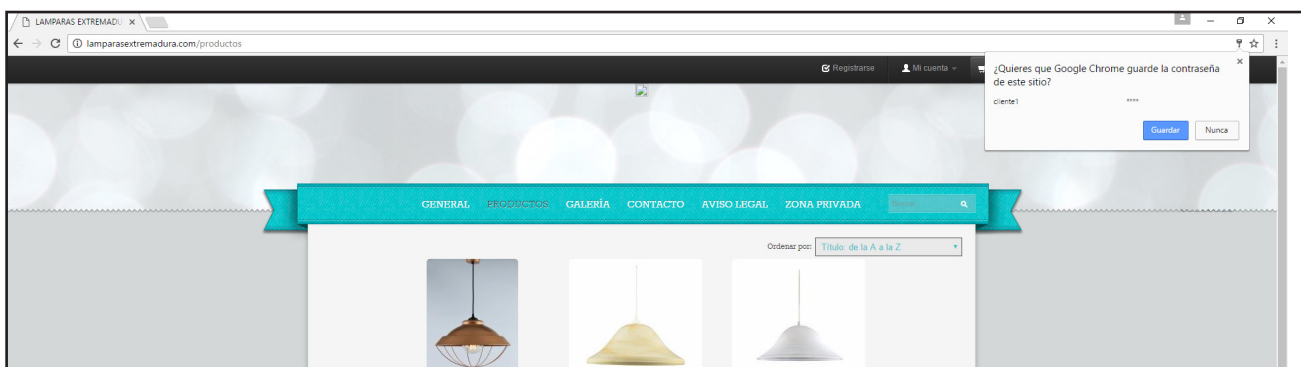 LAMPARAS EXTREMADU
lamparasextremadura.com/productos
Registrarse Mi cuenta
¿Quieres que Google Chrome guarde la contraseña
de este sitio?
cliente1 ****
Guardar Nunca
GENERAL PRODUCTOS GALERÍA CONTACTO AVISO LEGAL ZONA PRIVADA Buscar
Ordenar por: Título: de la A a la Z